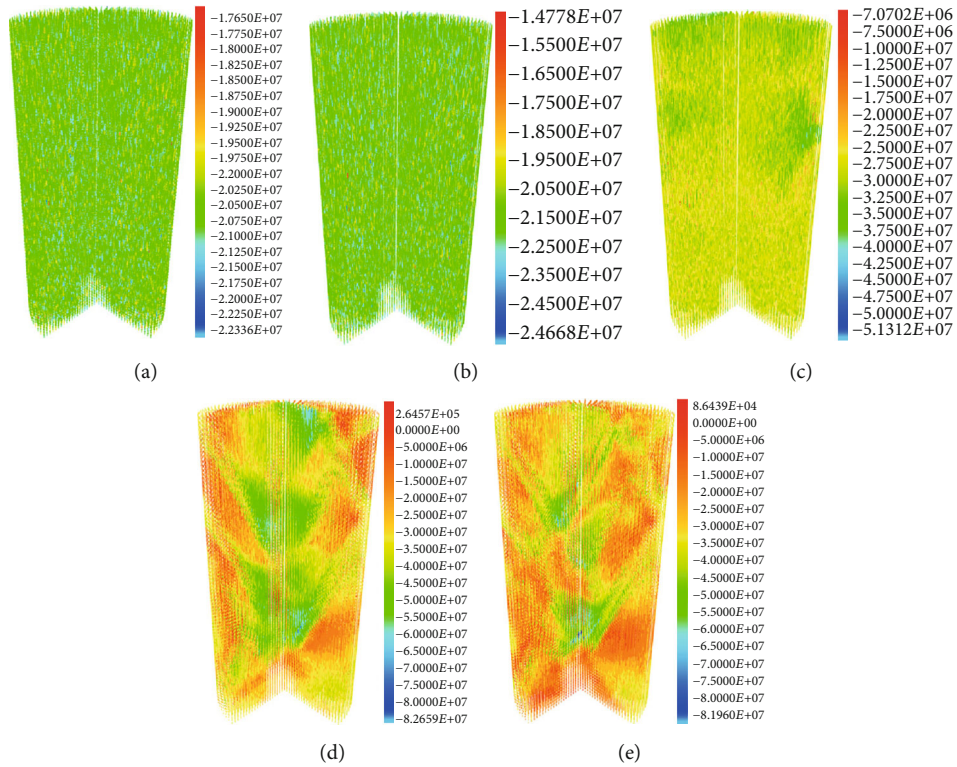 −1.7650E+07
−1.7750E+07
−1.8000E+07
−1.8250E+07
−1.8500E+07
−1.8750E+07
−1.9000E+07
−1.9250E+07
−1.9500E+07
−1.9750E+07
−2.0000E+07
−2.0250E+07
−2.0500E+07
−2.0750E+07
−2.1000E+07
−2.1250E+07
−2.1500E+07
−2.1750E+07
−2.2000E+07
−2.2250E+07
−2.2336E+07
(a)
−1.4778E+07
−1.5500E+07
−1.6500E+07
−1.7500E+07
−1.8500E+07
−1.9500E+07
−2.0500E+07
−2.1500E+07
−2.2500E+07
−2.3500E+07
−2.4500E+07
−2.4668E+07
(b)
−7.0702E+06
−7.5000E+06
−1.0000E+07
−1.2500E+07
−1.5000E+07
−1.7500E+07
−2.0000E+07
−2.2500E+07
−2.5000E+07
−2.7500E+07
−3.0000E+07
−3.2500E+07
−3.5000E+07
−3.7500E+07
−4.0000E+07
−4.2500E+07
−4.5000E+07
−4.7500E+07
−5.0000E+07
−5.1312E+07
(c)
2.6457E+05
0.0000E+00
−5.0000E+06
−1.0000E+07
−1.5000E+07
−2.0000E+07
−2.5000E+07
−3.0000E+07
−3.5000E+07
−4.0000E+07
−4.5000E+07
−5.0000E+07
−5.5000E+07
−6.0000E+07
−6.5000E+07
−7.0000E+07
−7.5000E+07
−8.0000E+07
−8.2659E+07
(d)
8.6439E+04
0.0000E+00
−5.0000E+06
−1.0000E+07
−1.5000E+07
−2.0000E+07
−2.5000E+07
−3.0000E+07
−3.5000E+07
−4.0000E+07
−4.5000E+07
−5.0000E+07
−5.5000E+07
−6.0000E+07
−6.5000E+07
−7.0000E+07
−7.5000E+07
−8.0000E+07
−8.1960E+07
(e)